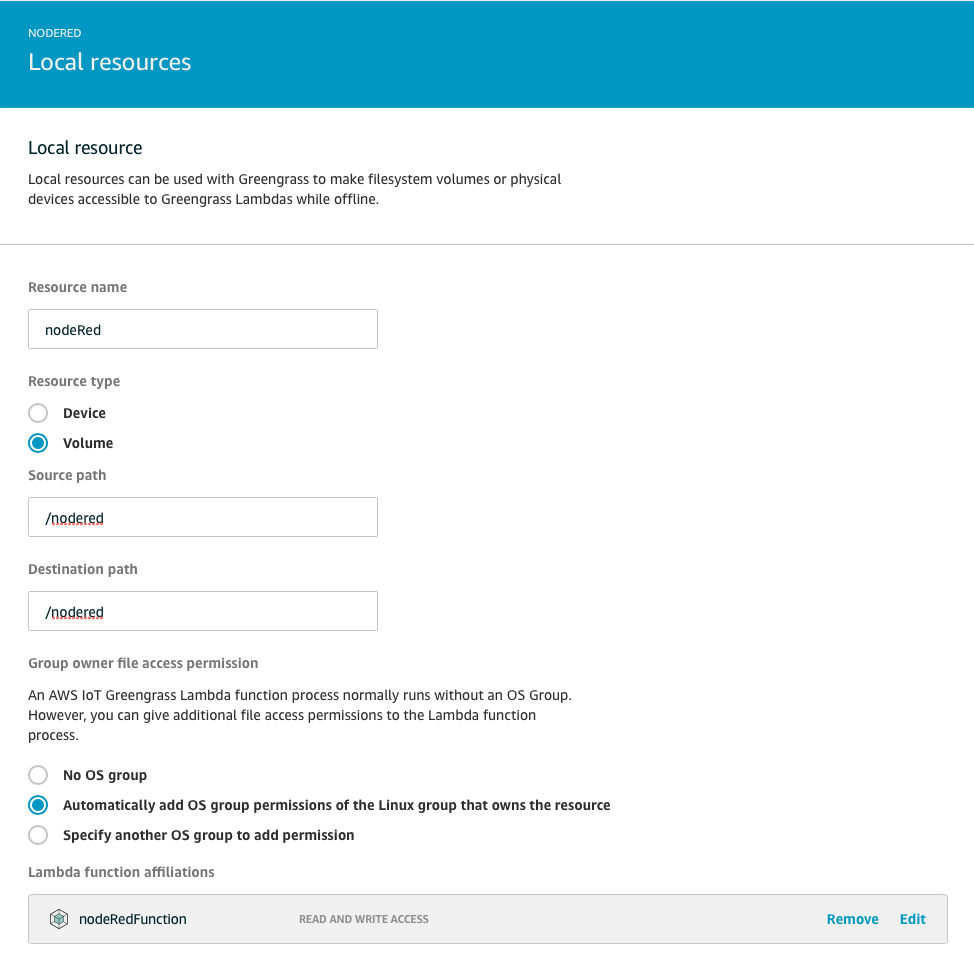 NODERED
Local resources
Local resource
Local resources can be used with Greengrass to make filesystem volumes or physical
devices accessible to Greengrass Lambdas while offline.
Resource name
nodeRed
Resource type
Device
Volume
Source path
/nodered
Destination path
/nodered
Group owner file access permission
An AWS IoT Greengrass Lambda function process normally runs without an OS Group.
However, you can give additional file access permissions to the Lambda function
process.
No OS group
Automatically add OS group permissions of the Linux group that owns the resource
Specify another OS group to add permission
Lambda function affiliations
nodeRedFunction READ AND WRITE ACCESS Remove Edit